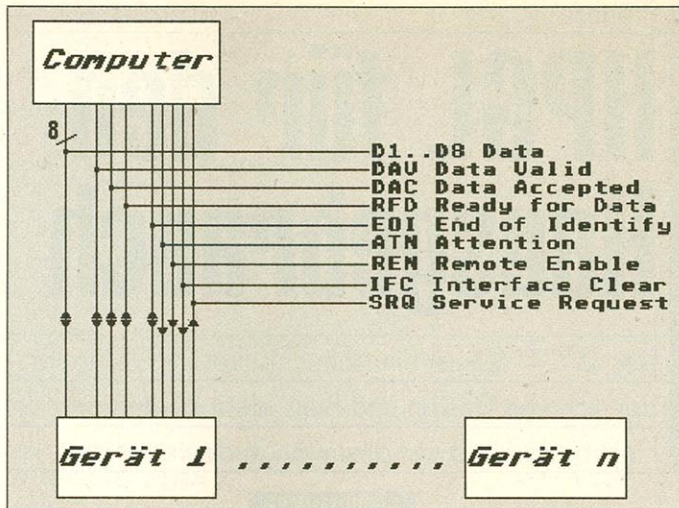 Computer
8
D1..D8 Data
DAV Data Valid
DAC Data Accepted
RFD Ready for Data
EOI End of Identify
ATN Attention
REN Remote Enable
IFC Interface Clear
SRQ Service Request
Gerät 1 .......... Gerät n